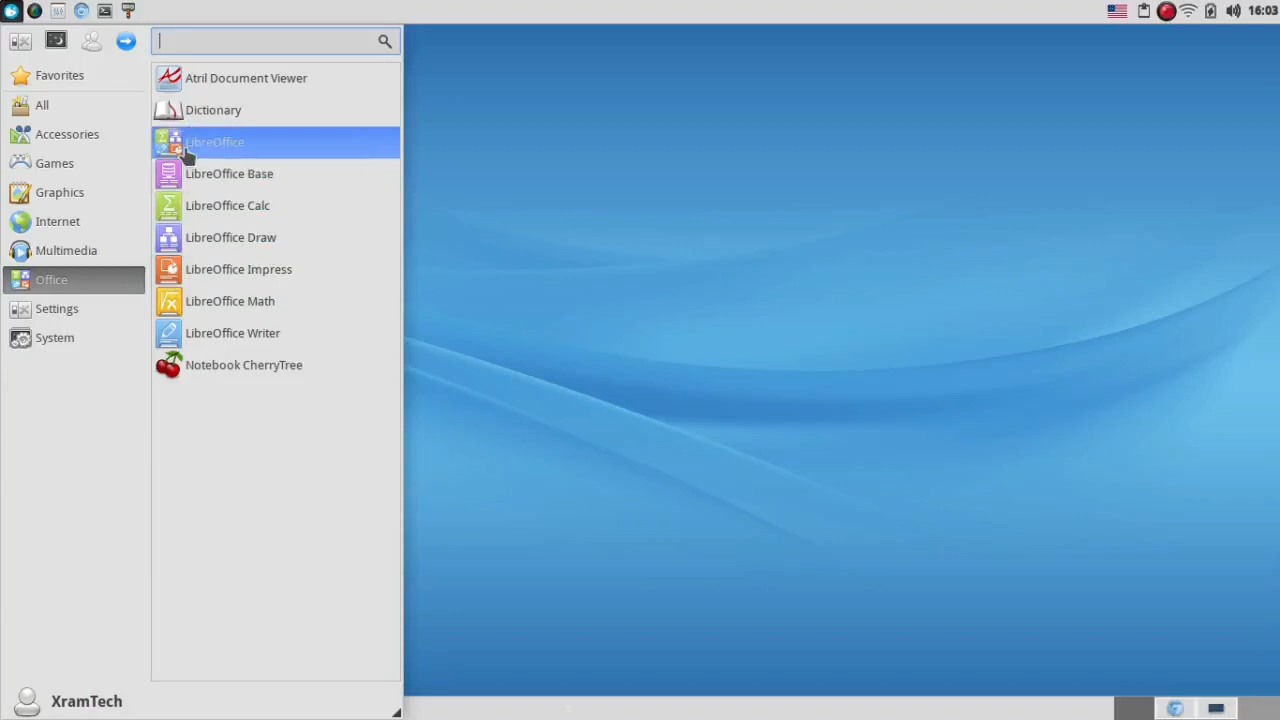 16:03
Favorites
All
Accessories
Games
Graphics
Internet
Multimedia
Office
Settings
System
Atril Document Viewer
Dictionary
LibreOffice
LibreOffice Base
LibreOffice Calc
LibreOffice Draw
LibreOffice Impress
LibreOffice Math
LibreOffice Writer
Notebook CherryTree
XramTech